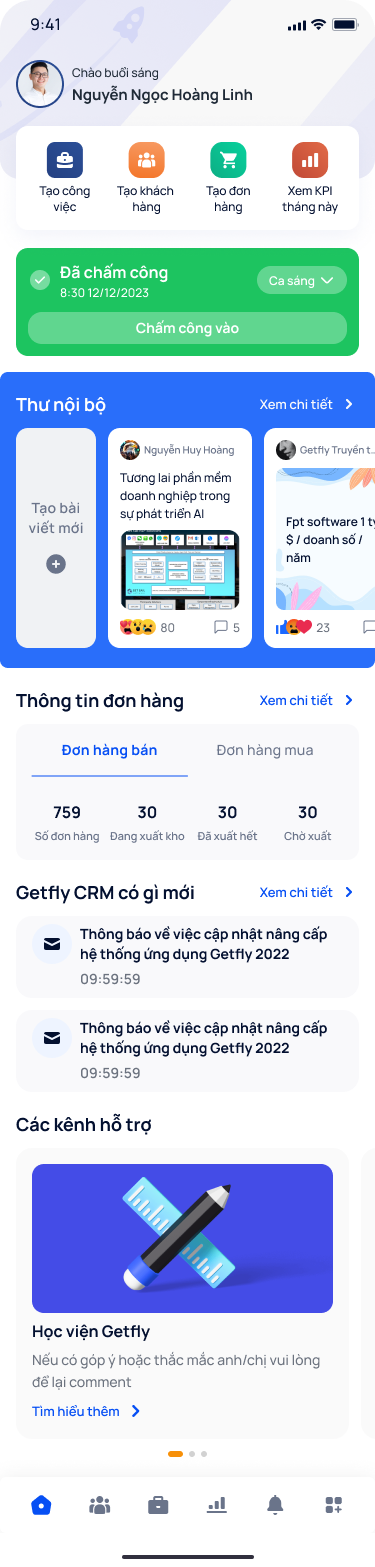 9:41
Chào buổi sáng
Nguyễn Ngọc Hoàng Linh
Tạo công
việc
Tạo khách
hàng
Tạo đơn
hàng
Xem KPI
tháng này
Đã chấm công
8:30 12/12/2023
Ca sáng
Chấm công vào
Thư nội bộ
Xem chi tiết
Tạo bài
viết mới
Nguyễn Huy Hoàng
Tương lai phần mềm
doanh nghiệp trong
sự phát triển AI
80
5
Getfly Truyền t...
Fpt software 1 tỷ
$ / doanh số /
năm
23
Thông tin đơn hàng
Xem chi tiết
Đơn hàng bán
Đơn hàng mua
759
30
30
30
Số đơn hàng
Đang xuất kho
Đã xuất hết
Chờ xuất
Getfly CRM có gì mới
Xem chi tiết
Thông báo về việc cập nhật nâng cấp
hệ thống ứng dụng Getfly 2022
09:59:59
Thông báo về việc cập nhật nâng cấp
hệ thống ứng dụng Getfly 2022
09:59:59
Các kênh hỗ trợ
Học viện Getfly
Nếu có góp ý hoặc thắc mắc anh/chị vui lòng
để lại comment
Tìm hiểu thêm